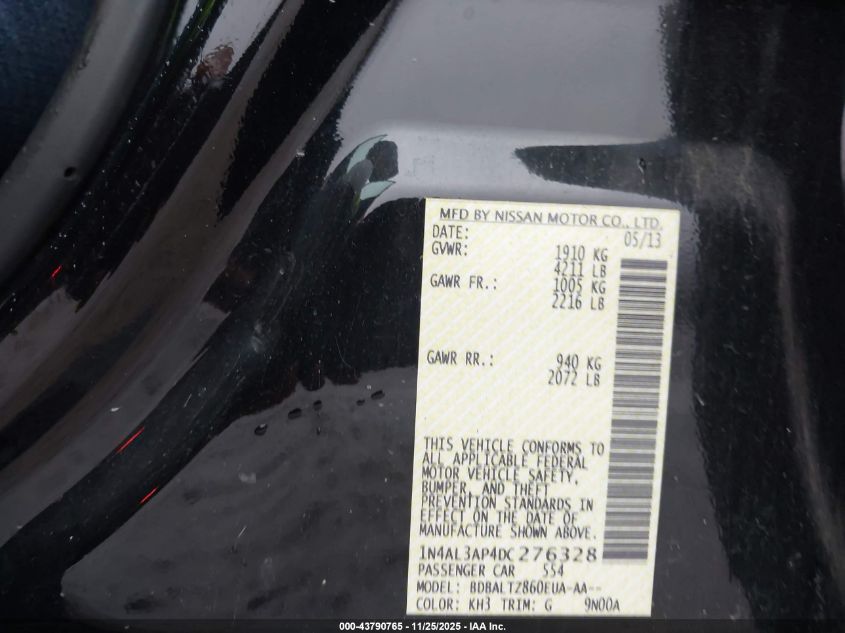 MFD BY NISSAN MOTOR CO., LTD.
DATE: 05/13
GVWR: 1910 KG
4211 LB
GAWR FR.: 1005 KG
2216 LB
GAWR RR.: 940 KG
2072 LB
THIS VEHICLE CONFORMS TO
ALL APPLICABLE FEDERAL
MOTOR VEHICLE SAFETY,
BUMPER, AND THEFT
PREVENTION STANDARDS IN
EFFECT ON THE DATE OF
MANUFACTURE SHOWN ABOVE.
1N4AL3AP4DC276328
PASSENGER CAR 554
MODEL: BDBALTZ860EUA-AA--
COLOR: KH3 TRIM: G 9N00A
000-43790765 - 11/25/2025 - IAA Inc.